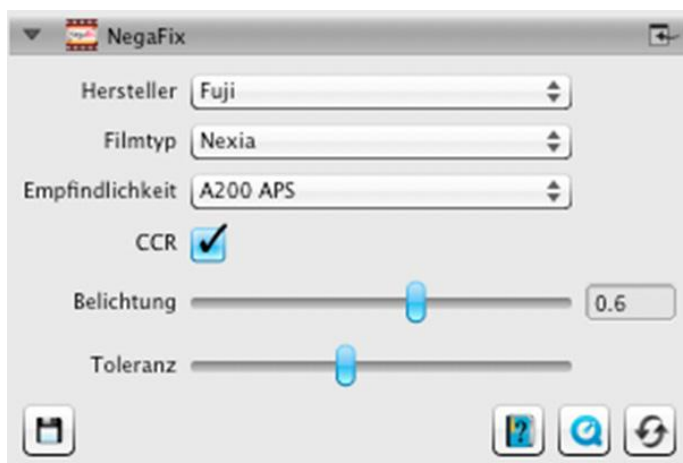 NegaFix
Hersteller Fuji
Filmtyp Nexia
Empfindlichkeit A200 APS
CCR
Belichtung 0.6
Toleranz
?